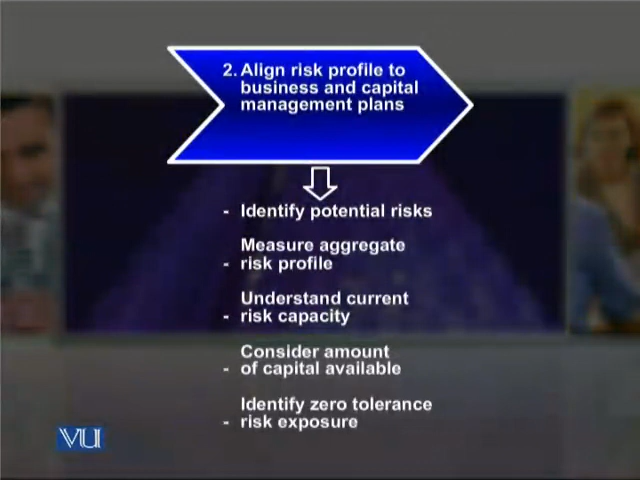 2. Align risk profile to
business and capital
management plans
- Identify potential risks
Measure aggregate
- risk profile
Understand current
- risk capacity
Consider amount
- of capital available
Identify zero tolerance
- risk exposure
VU